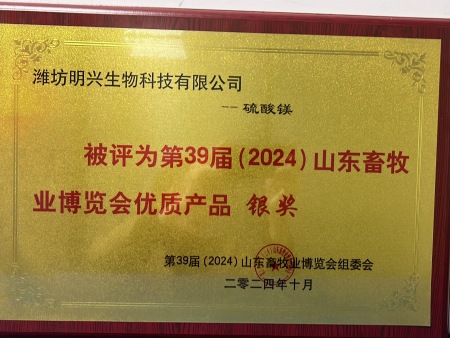 潍坊明兴生物科技有限公司
-- 硫酸镁
被评为第39届(2024)山东畜牧
业博览会优质产品 银奖
第39届(2024)山东畜牧业博览会组委会
二零二四年十月